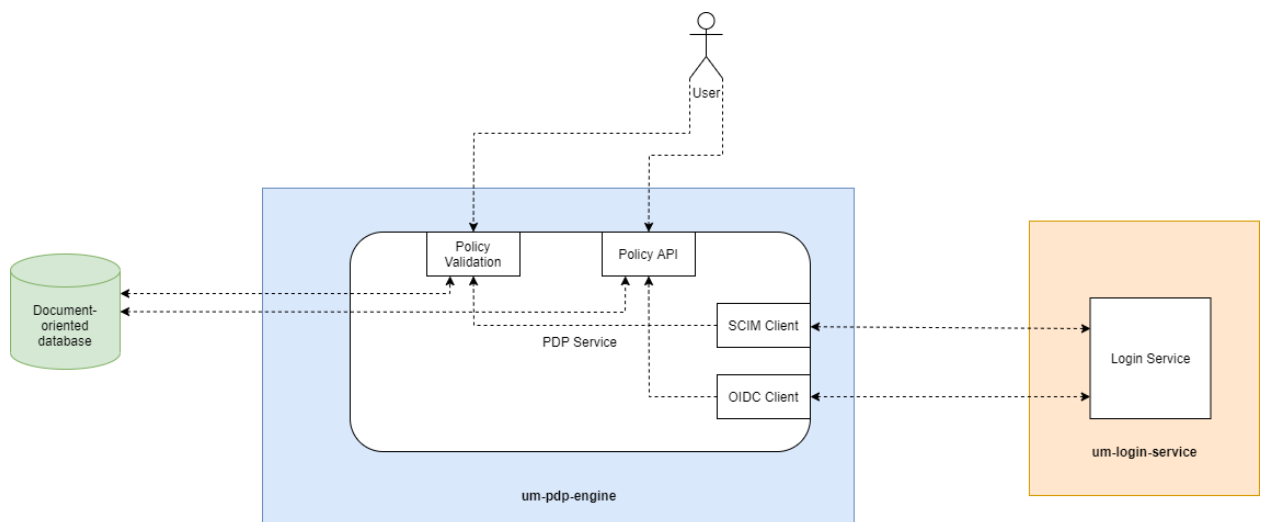 User
Policy
Validation
Policy API
Document-
oriented
database
SCIM Client
PDP Service
Login Service
OIDC Client
um-login-service
um-pdp-engine